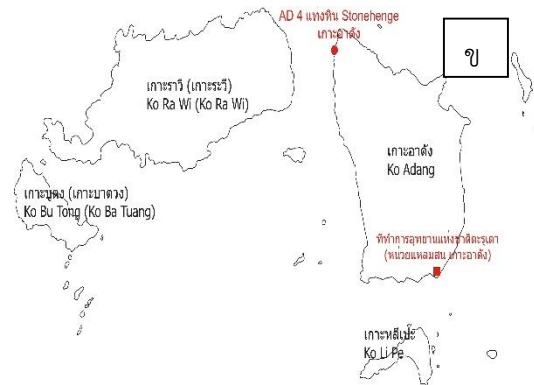 AD 4 แทงหิน Stonehenge
เกาะอาดัง
ข
เกาะราวี (เกาะระวี)
Ko Ra Wi (Ko Ra Wi)
เกาะอาดัง
Ko Adang
เกาะบุตง (เกาะบาตวง)
Ko Bu Tong (Ko Ba Tuang)
ที่ทำการอุทยานแห่งชาติตะรุเตา
(หน่วยแหลมสน เกาะอาดัง)
เกาะหลีเป๊ะ
Ko Li Pe